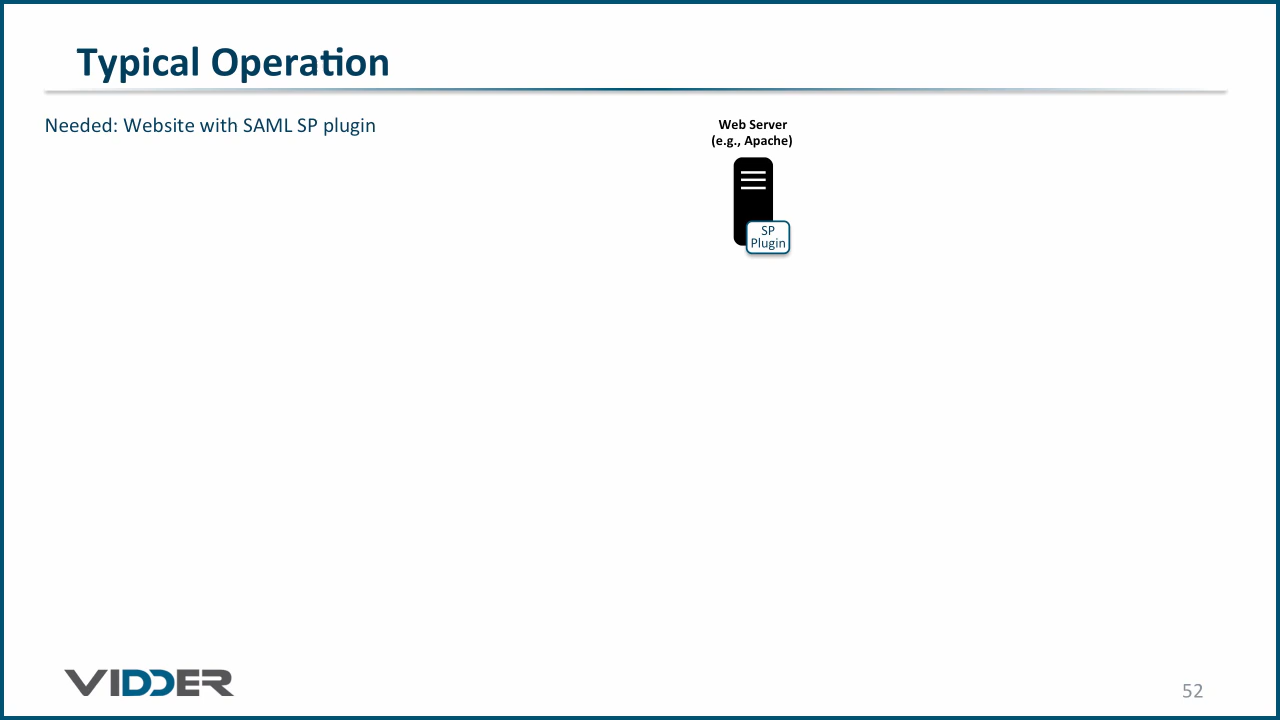 Typical Operation
Needed: Website with SAML SP plugin
Web Server
(e.g., Apache)
SP
Plugin
VIDDER
52